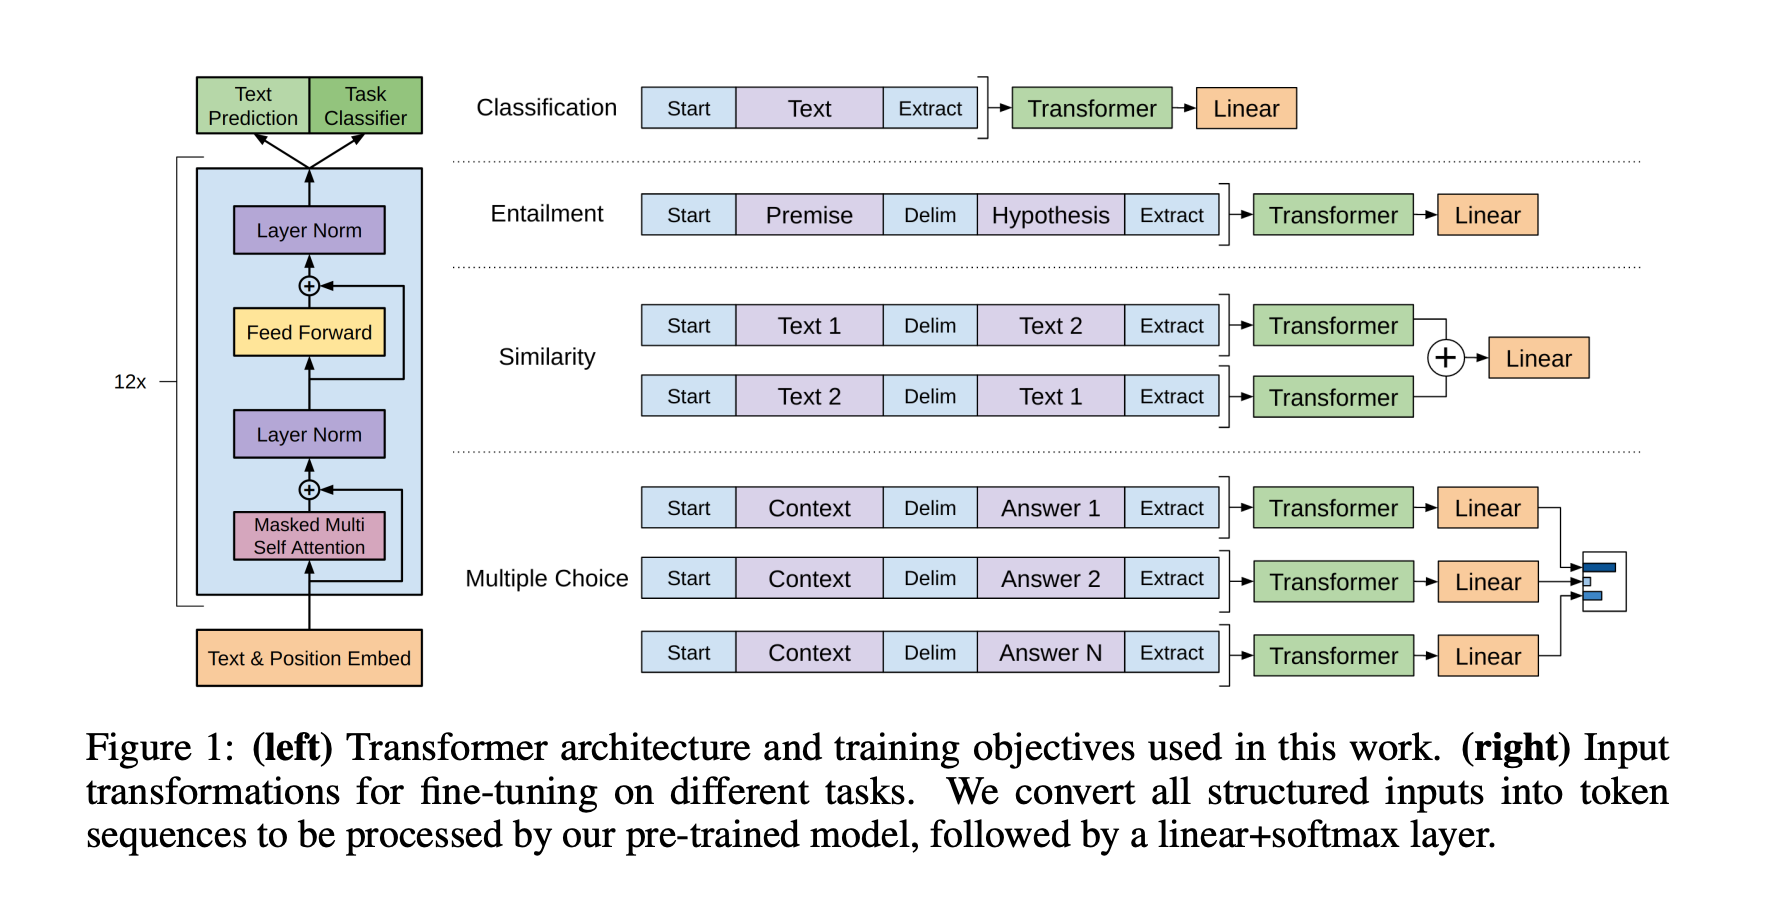 Text
Prediction
Task
Classifier
12x
Layer Norm
+
Feed Forward
Layer Norm
+
Masked Multi
Self Attention
Text & Position Embed
Classification
Start Text Extract Transformer Linear
Entailment
Start Premise Delim Hypothesis Extract Transformer Linear
Similarity
Start Text 1 Delim Text 2 Extract Transformer
+ Linear
Start Text 2 Delim Text 1 Extract Transformer
Multiple Choice
Start Context Delim Answer 1 Extract Transformer Linear
Start Context Delim Answer 2 Extract Transformer Linear
Start Context Delim Answer N Extract Transformer Linear
Figure 1: (left) Transformer architecture and training objectives used in this work. (right) Input
transformations for fine-tuning on different tasks. We convert all structured inputs into token
sequences to be processed by our pre-trained model, followed by a linear+softmax layer.